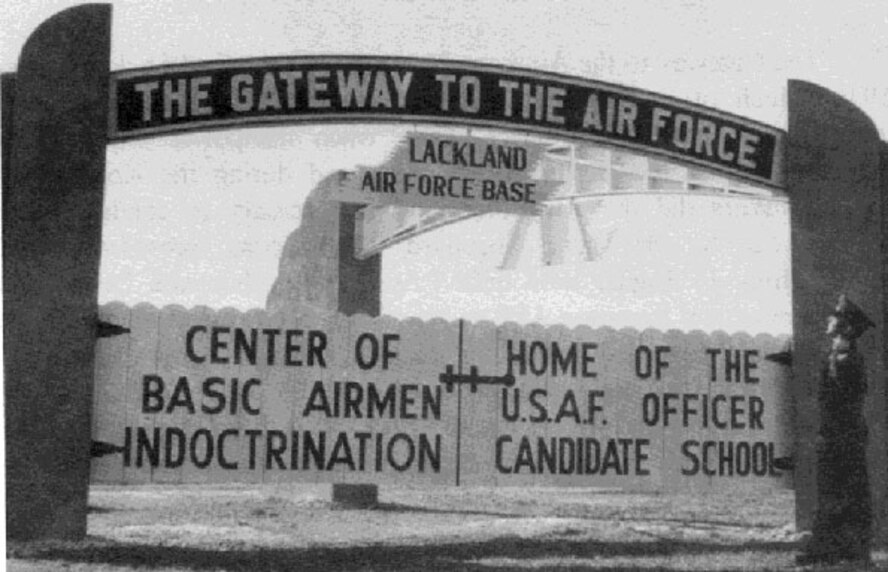 THE GATEWAY TO THE AIR FORCE
LACKLAND
AIR FORCE BASE
CENTER OF
BASIC AIRMEN
INDOCTRINATION
HOME OF THE
U.S.A.F. OFFICER
CANDIDATE SCHOOL